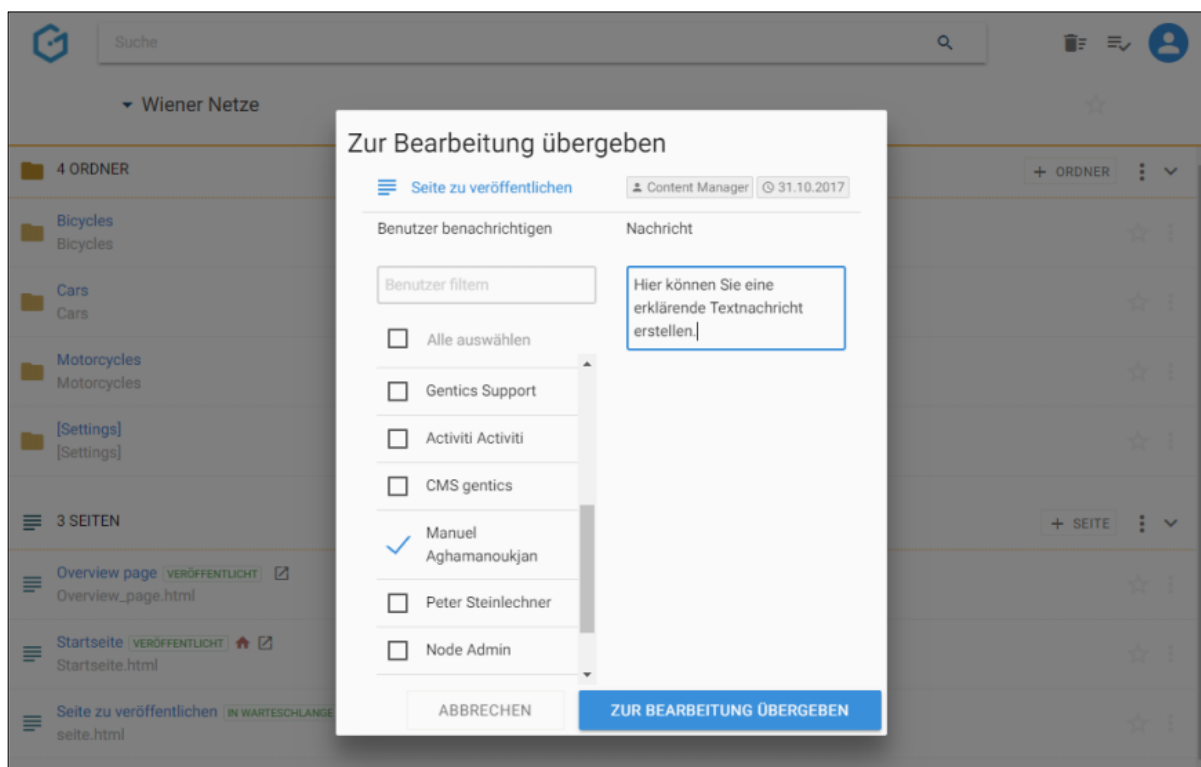 Suche
Wiener Netze
4 ORDNER
+ ORDNER
Bicycles
Bicycles
Cars
Cars
Motorcycles
Motorcycles
[Settings]
[Settings]
3 SEITEN
+ SEITE
Overview page VERÖFFENTLICHT
Overview_page.html
Startseite VERÖFFENTLICHT
Startseite.html
Seite zu veröffentlichen IN WARTESCHLANGE
seite.html
Zur Bearbeitung übergeben
Seite zu veröffentlichen Content Manager 31.10.2017
Benutzer benachrichtigen
Benutzer filtern
Alle auswählen
Gentics Support
Activiti Activiti
CMS gentics
Manuel
Aghamanoukjan
Peter Steinlechner
Node Admin
Nachricht
Hier können Sie eine
erklärende Textnachricht
erstellen.
ABBRECHEN
ZUR BEARBEITUNG ÜBERGEBEN